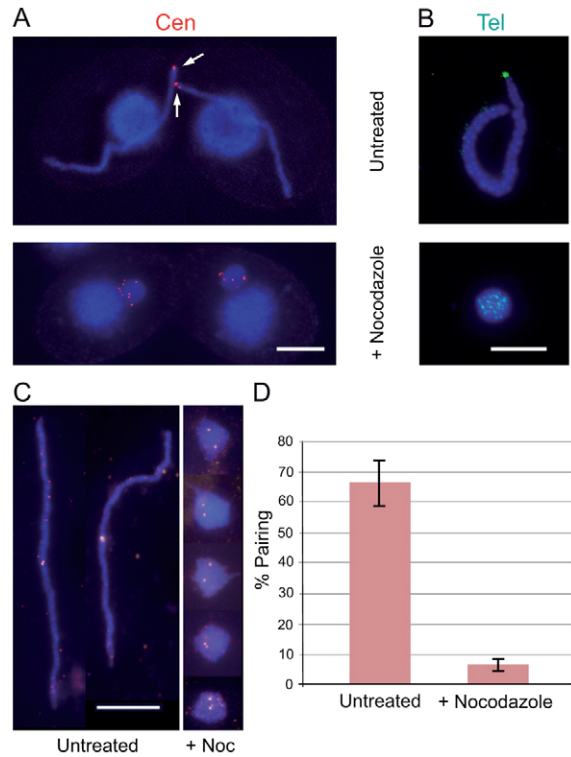 A
Cen
B
Tel
Untreated
+ Nocodazole
C
Untreated
+ Noc
D
80
70
60
50
40
30
20
10
0
% Pairing
Untreated
+ Nocodazole